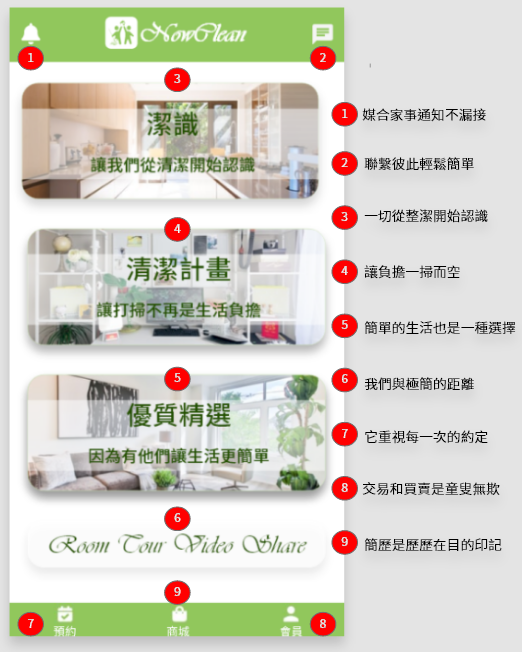 NowClean
1
2
3
潔識
讓我們從清潔開始認識
4
清潔計畫
讓打掃不再是生活負擔
5
優質精選
因為有他們讓生活更簡單
6
Room Tour Video Share
9
7 預約
商城
會員 8
1 媒合家事通知不漏接
2 聯繫彼此輕鬆簡單
3 一切從整潔開始認識
4 讓負擔一掃而空
5 簡單的生活也是一種選擇
6 我們與極簡的距離
7 它重視每一次的約定
8 交易和買賣是童叟無欺
9 簡歷是歷歷在目的印記